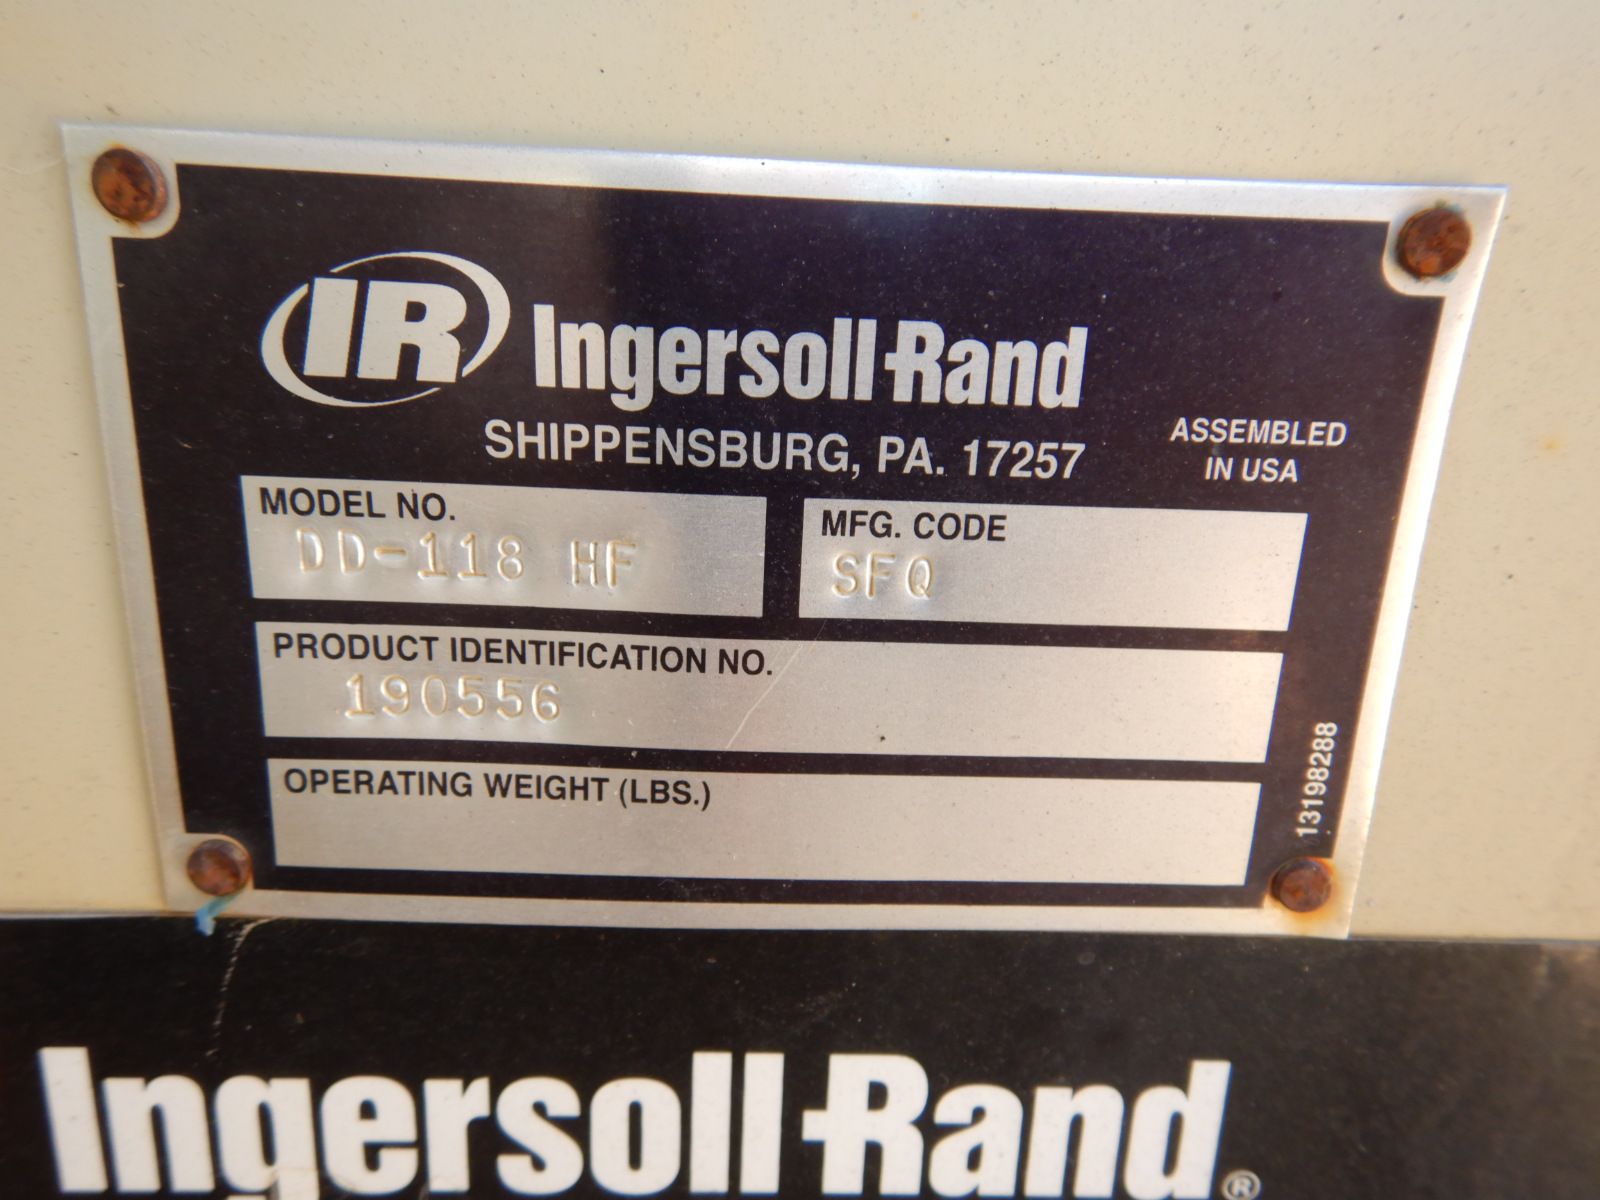 IR Ingersoll-Rand
SHIPPENSBURG, PA. 17257
ASSEMBLED
IN USA
MODEL NO.
DD-118 HF
MFG. CODE
SFQ
PRODUCT IDENTIFICATION NO.
190556
OPERATING WEIGHT (LBS.)
13198288
Ingersoll-Rand®